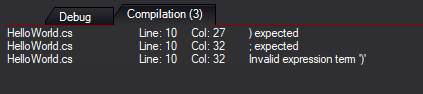 Debug Compilation (3)
HelloWorld.cs Line: 10 Col: 27 ) expected
HelloWorld.cs Line: 10 Col: 32 ; expected
HelloWorld.cs Line: 10 Col: 32 Invalid expression term ')'